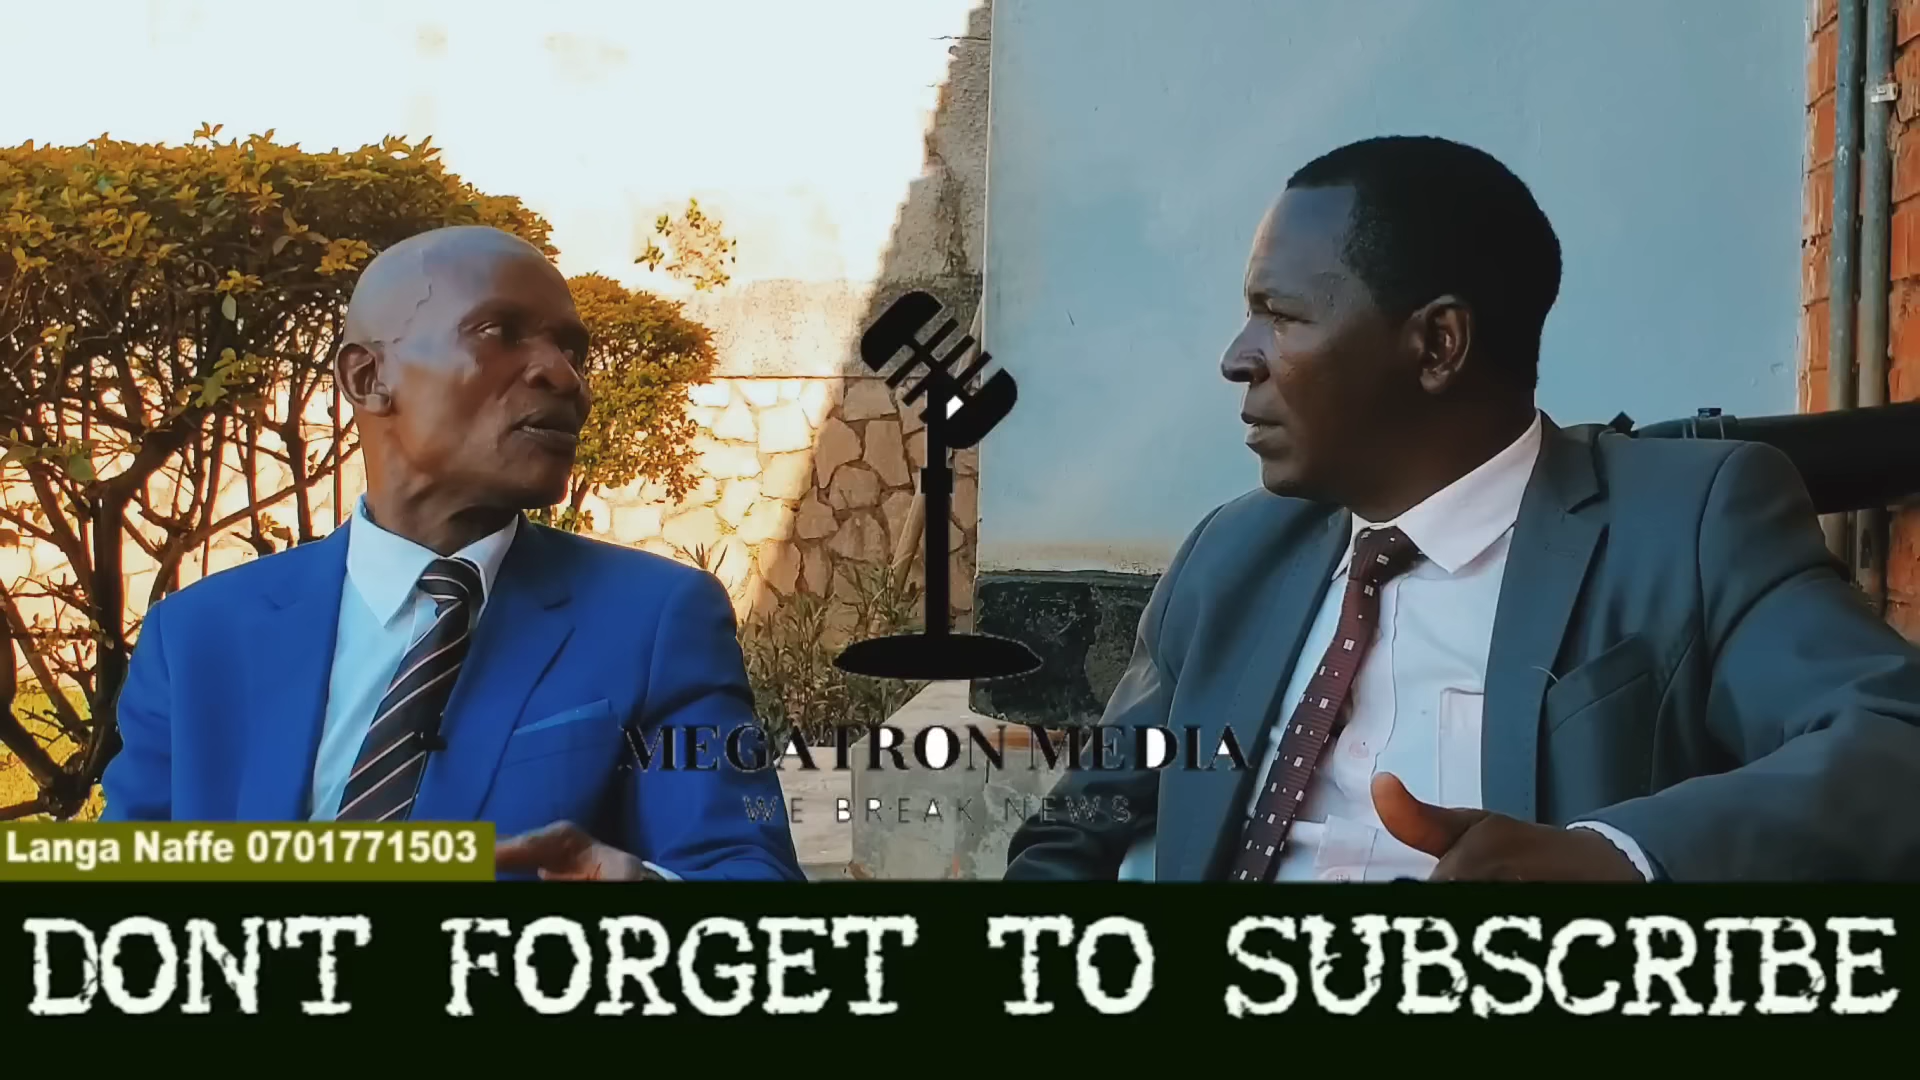 MEGATRON MEDIA
WE BREAK NEWS
Langa Naffe 0701771503
DON'T FORGET TO SUBSCRIBE